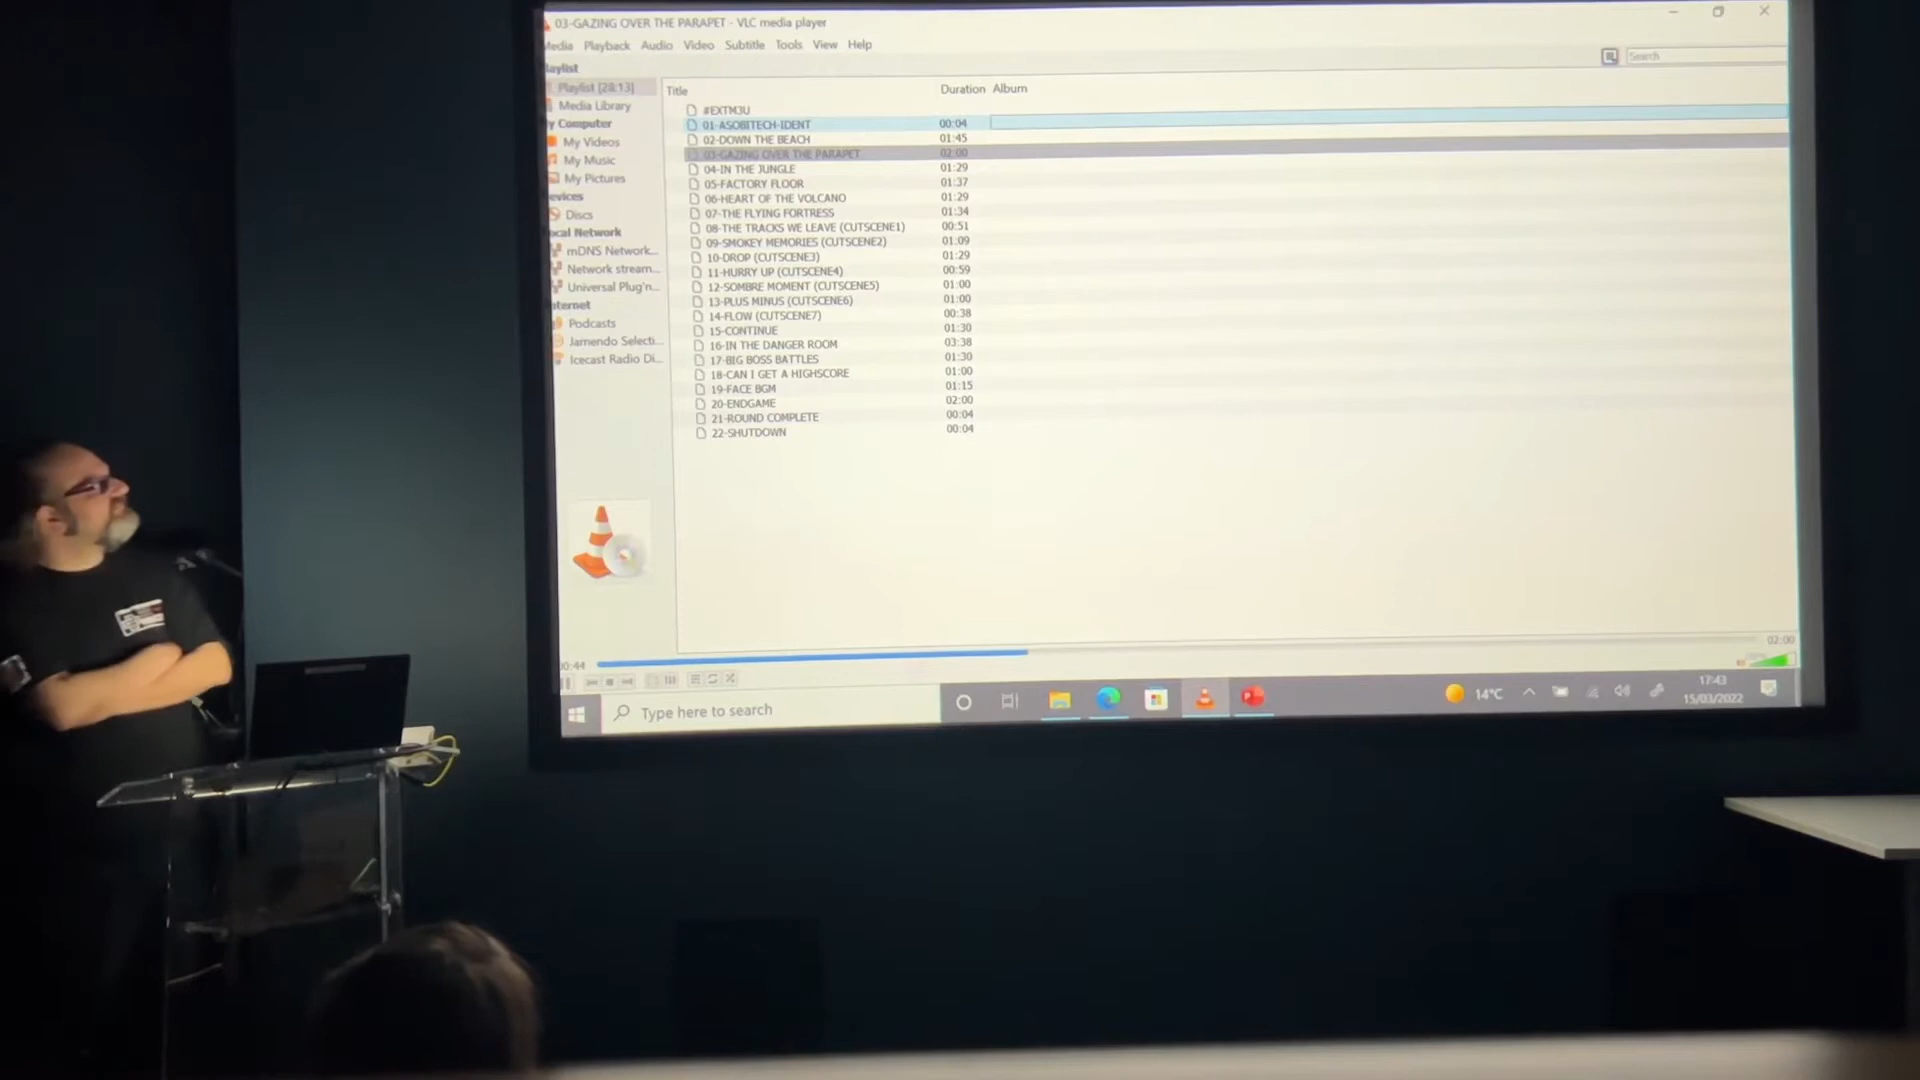 03-GAZING OVER THE PARAPET - VLC media player
Media Playback Audio Video Subtitle Tools View Help
Search
Playlist
Playlist [28:13]
Media Library
My Computer
My Videos
My Music
My Pictures
Devices
Discs
Local Network
mDNS Network...
Network stream...
Universal Plug'n...
Internet
Podcasts
Jamendo Selecti...
Icecast Radio Di...
Title Duration Album
#EXTM3U
01-ASOBITECH-IDENT 00:04
02-DOWN THE BEACH 01:45
03-GAZING OVER THE PARAPET 02:00
04-IN THE JUNGLE 01:29
05-FACTORY FLOOR 01:37
06-HEART OF THE VOLCANO 01:29
07-THE FLYING FORTRESS 01:34
08-THE TRACKS WE LEAVE (CUTSCENE1) 00:51
09-SMOKEY MEMORIES (CUTSCENE2) 01:09
10-DROP (CUTSCENE3) 01:29
11-HURRY UP (CUTSCENE4) 00:59
12-SOMBRE MOMENT (CUTSCENE5) 01:00
13-PLUS MINUS (CUTSCENE6) 01:00
14-FLOW (CUTSCENE7) 00:38
15-CONTINUE 01:30
16-IN THE DANGER ROOM 03:38
17-BIG BOSS BATTLES 01:30
18-CAN I GET A HIGHSCORE 01:00
19-FACE BGM 01:15
20-ENDGAME 02:00
21-ROUND COMPLETE 00:04
22-SHUTDOWN 00:04
00:44 02:00
Type here to search
14°C
17:43
15/03/2022